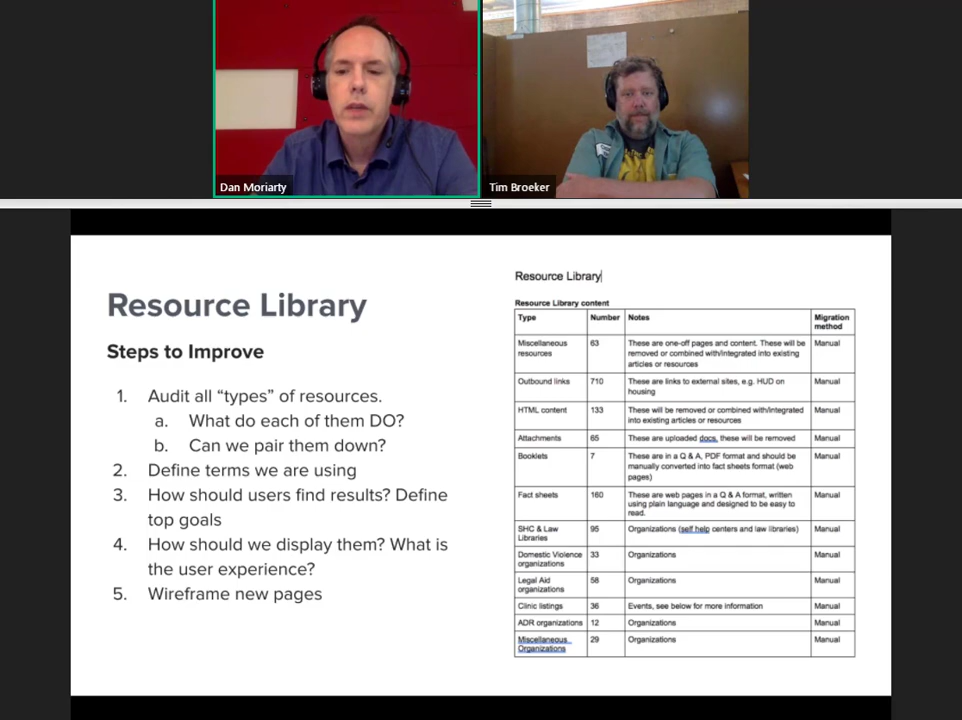 Dan Moriarty
Tim Broeker
Resource Library
Steps to Improve
1. Audit all “types” of resources.
a. What do each of them DO?
b. Can we pair them down?
2. Define terms we are using
3. How should users find results? Define
top goals
4. How should we display them? What is
the user experience?
5. Wireframe new pages
Resource Library
Resource Library content
Type Number Notes Migration
method
Miscellaneous 63 These are one-off pages and content. These will be Manual
resources removed or combined with/integrated into existing
articles or resources
Outbound links 710 These are links to external sites, e.g. HUD on Manual
housing
HTML content 133 These will be removed or combined with/integrated Manual
into existing articles or resources
Attachments 65 These are uploaded docs, these will be removed Manual
Booklets 7 These are in a Q & A, PDF format and should be Manual
manually converted into fact sheets format (web
pages)
Fact sheets 160 These are web pages in a Q & A format, written Manual
using plain language and designed to be easy to
read.
SHC & Law 95 Organizations (self help centers and law libraries) Manual
Libraries
Domestic Violence 33 Organizations Manual
organizations
Legal Aid 58 Organizations Manual
organizations
Clinic listings 36 Events, see below for more information Manual
ADR organizations 12 Organizations Manual
Miscellaneous 29 Organizations Manual
Organizations